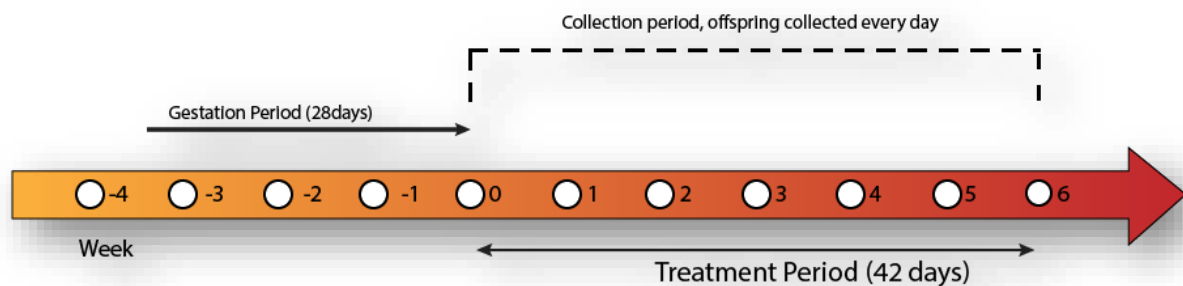 Collection period, offspring collected every day
Gestation Period (28days)
-4 -3 -2 -1 0 1 2 3 4 5 6
Week
Treatment Period (42 days)